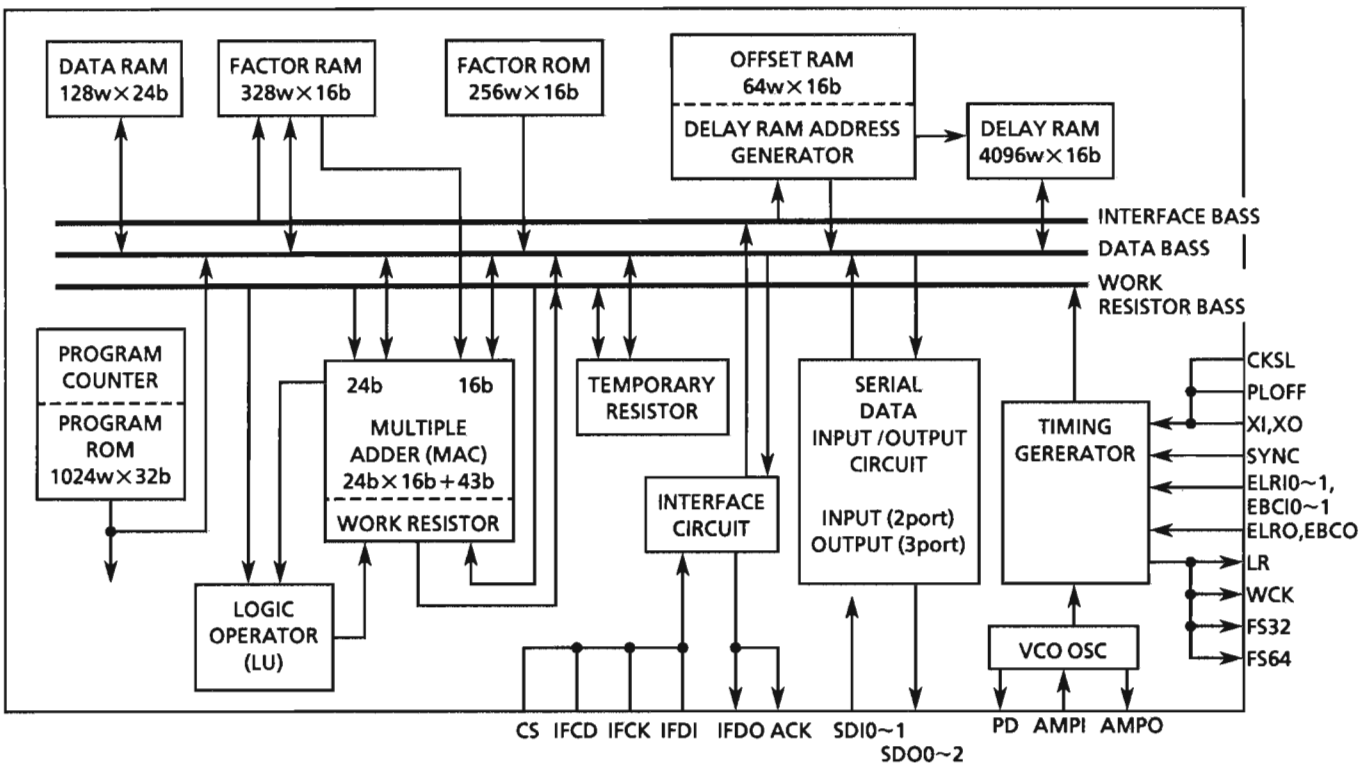 DATA RAM
128w×24b
FACTOR RAM
328w×16b
FACTOR ROM
256w×16b
OFFSET RAM
64w×16b
DELAY RAM ADDRESS
GENERATOR
DELAY RAM
4096w×16b
INTERFACE BASS
DATA BASS
WORK
RESISTOR BASS
PROGRAM
COUNTER
PROGRAM
ROM
1024w×32b
24b 16b
MULTIPLE
ADDER (MAC)
24b×16b+43b
WORK RESISTOR
TEMPORARY
RESISTOR
LOGIC
OPERATOR
(LU)
INTERFACE
CIRCUIT
SERIAL
DATA
INPUT /OUTPUT
CIRCUIT
INPUT (2port)
OUTPUT (3port)
TIMING
GERERATOR
VCO OSC
CKSL
PLOFF
XI,XO
SYNC
ELRI0~1,
EBCI0~1
ELRO,EBCO
LR
WCK
FS32
FS64
CS IFCD IFCK IFDI IFDO ACK SDI0~1
SDO0~2
PD AMPI AMPO